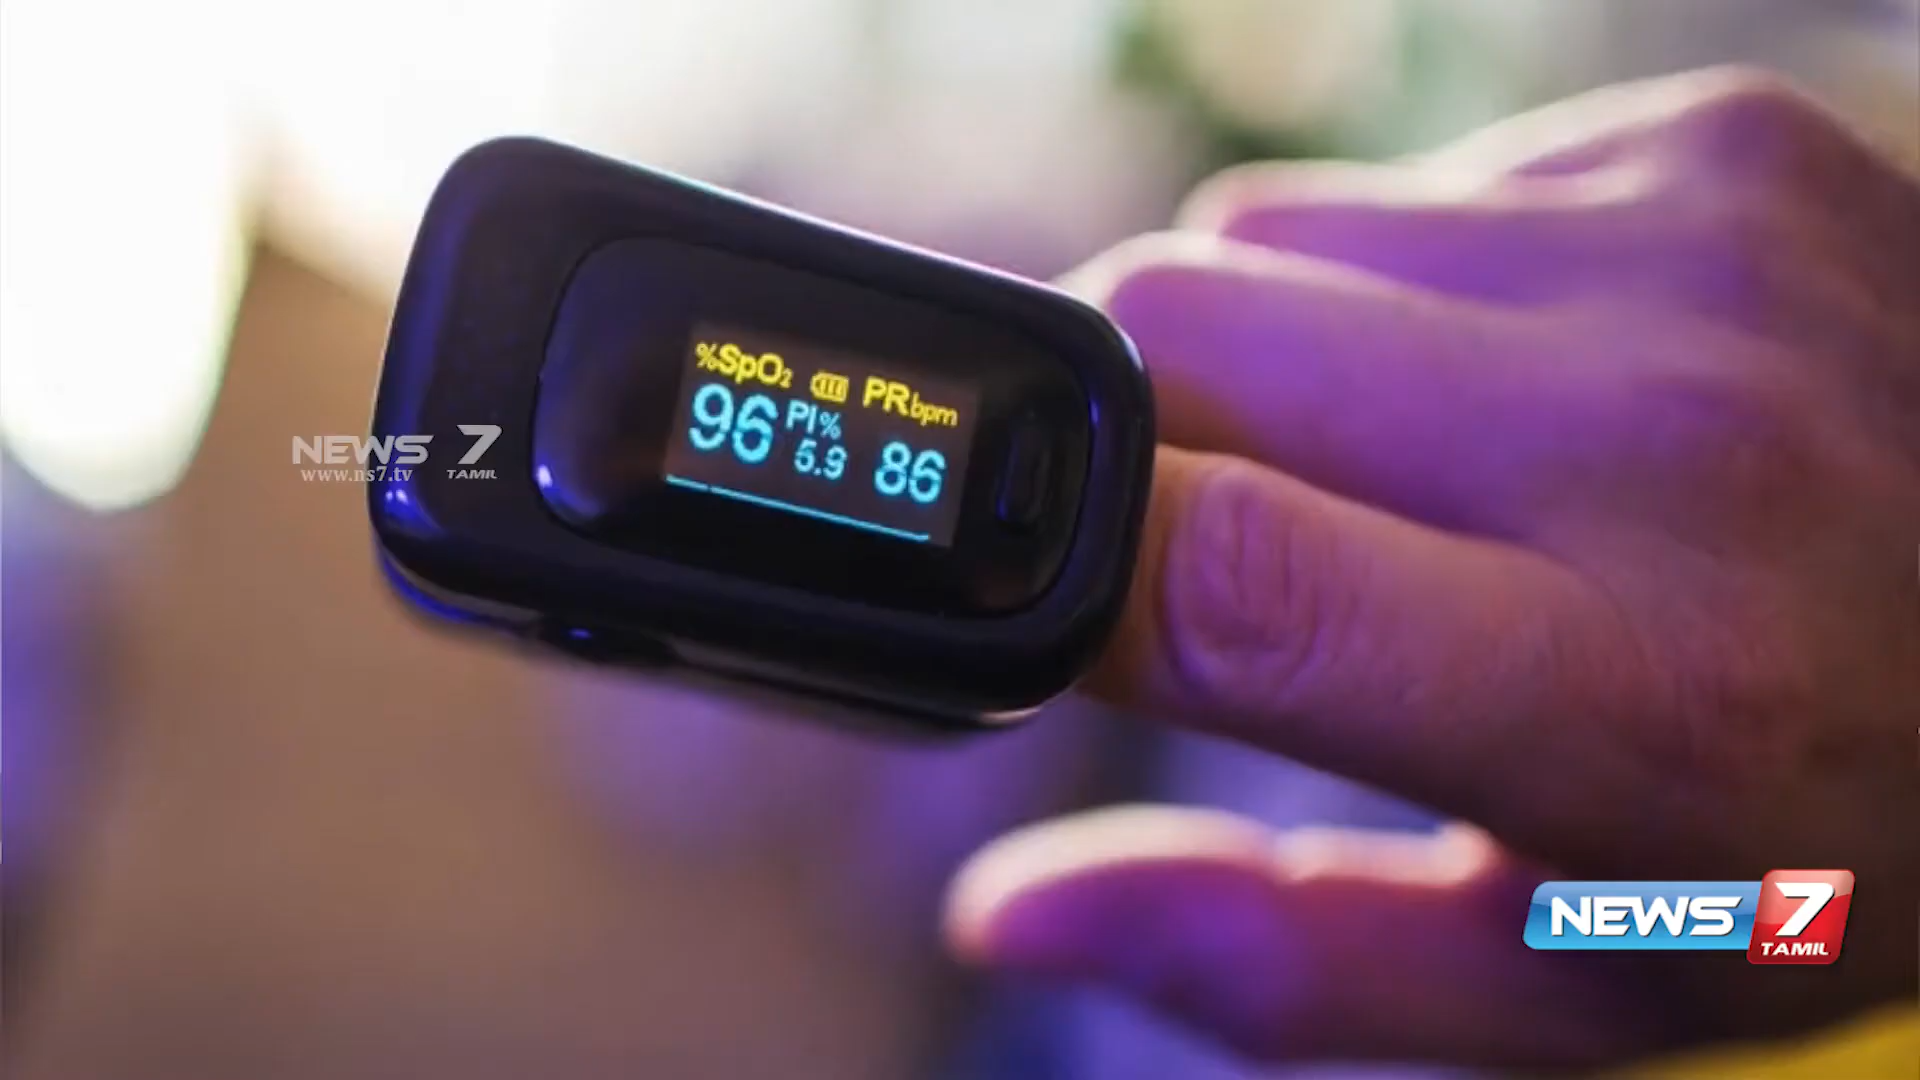 %SpO₂ PRbpm
96 PI% 86
5.9
NEWS 7
www.ns7.tv TAMIL
NEWS 7
TAMIL